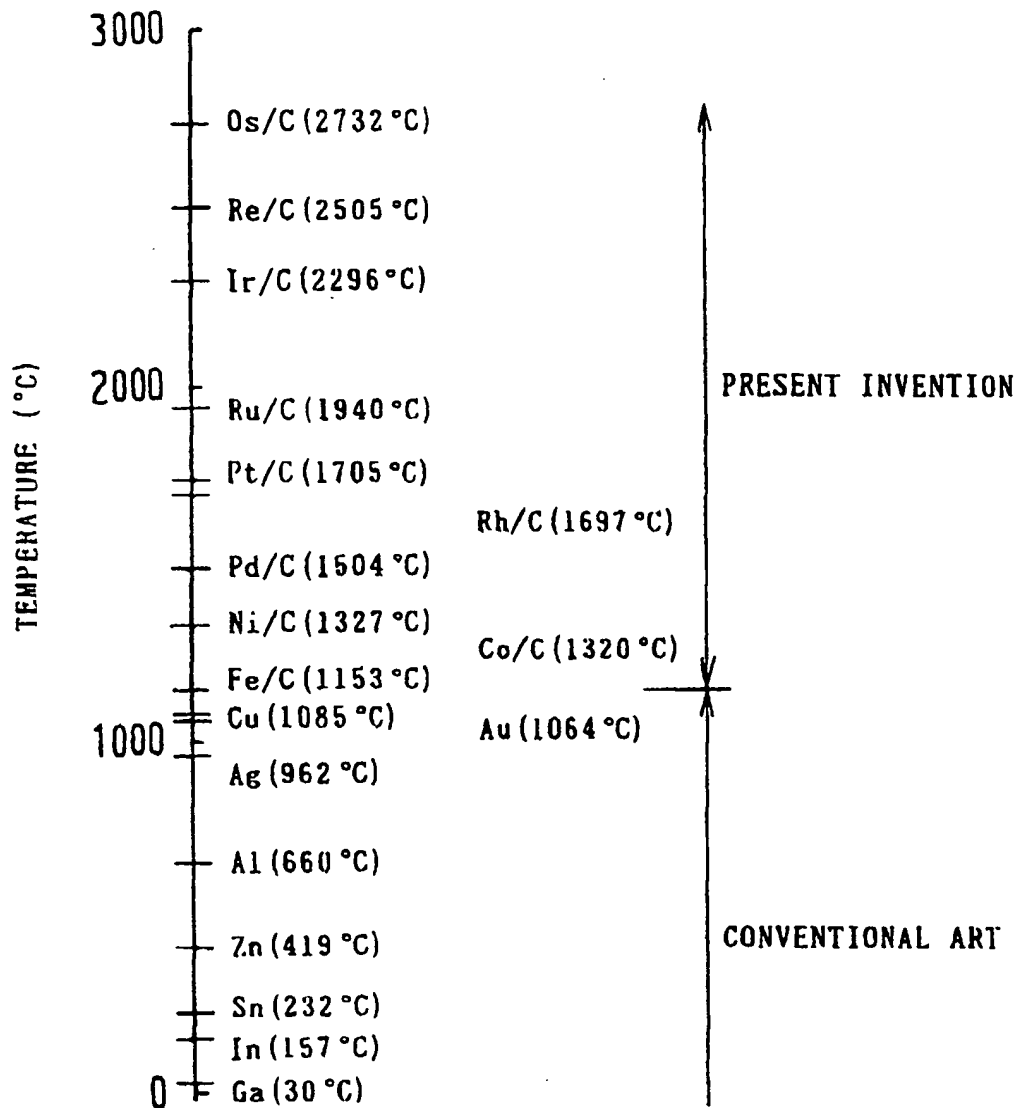 3000
Os/C (2732 °C)
Re/C (2505 °C)
Ir/C (2296 °C)
2000
Ru/C (1940 °C)
PRESENT INVENTION
TEMPERATURE (°C)
Pt/C (1705 °C)
Rh/C (1697 °C)
Pd/C (1504 °C)
Ni/C (1327 °C)
Co/C (1320 °C)
Fe/C (1153 °C)
Cu (1085 °C)
Au (1064 °C)
1000
Ag (962 °C)
Al (660 °C)
Zn (419 °C)
CONVENTIONAL ART
Sn (232 °C)
In (157 °C)
0
Ga (30 °C)